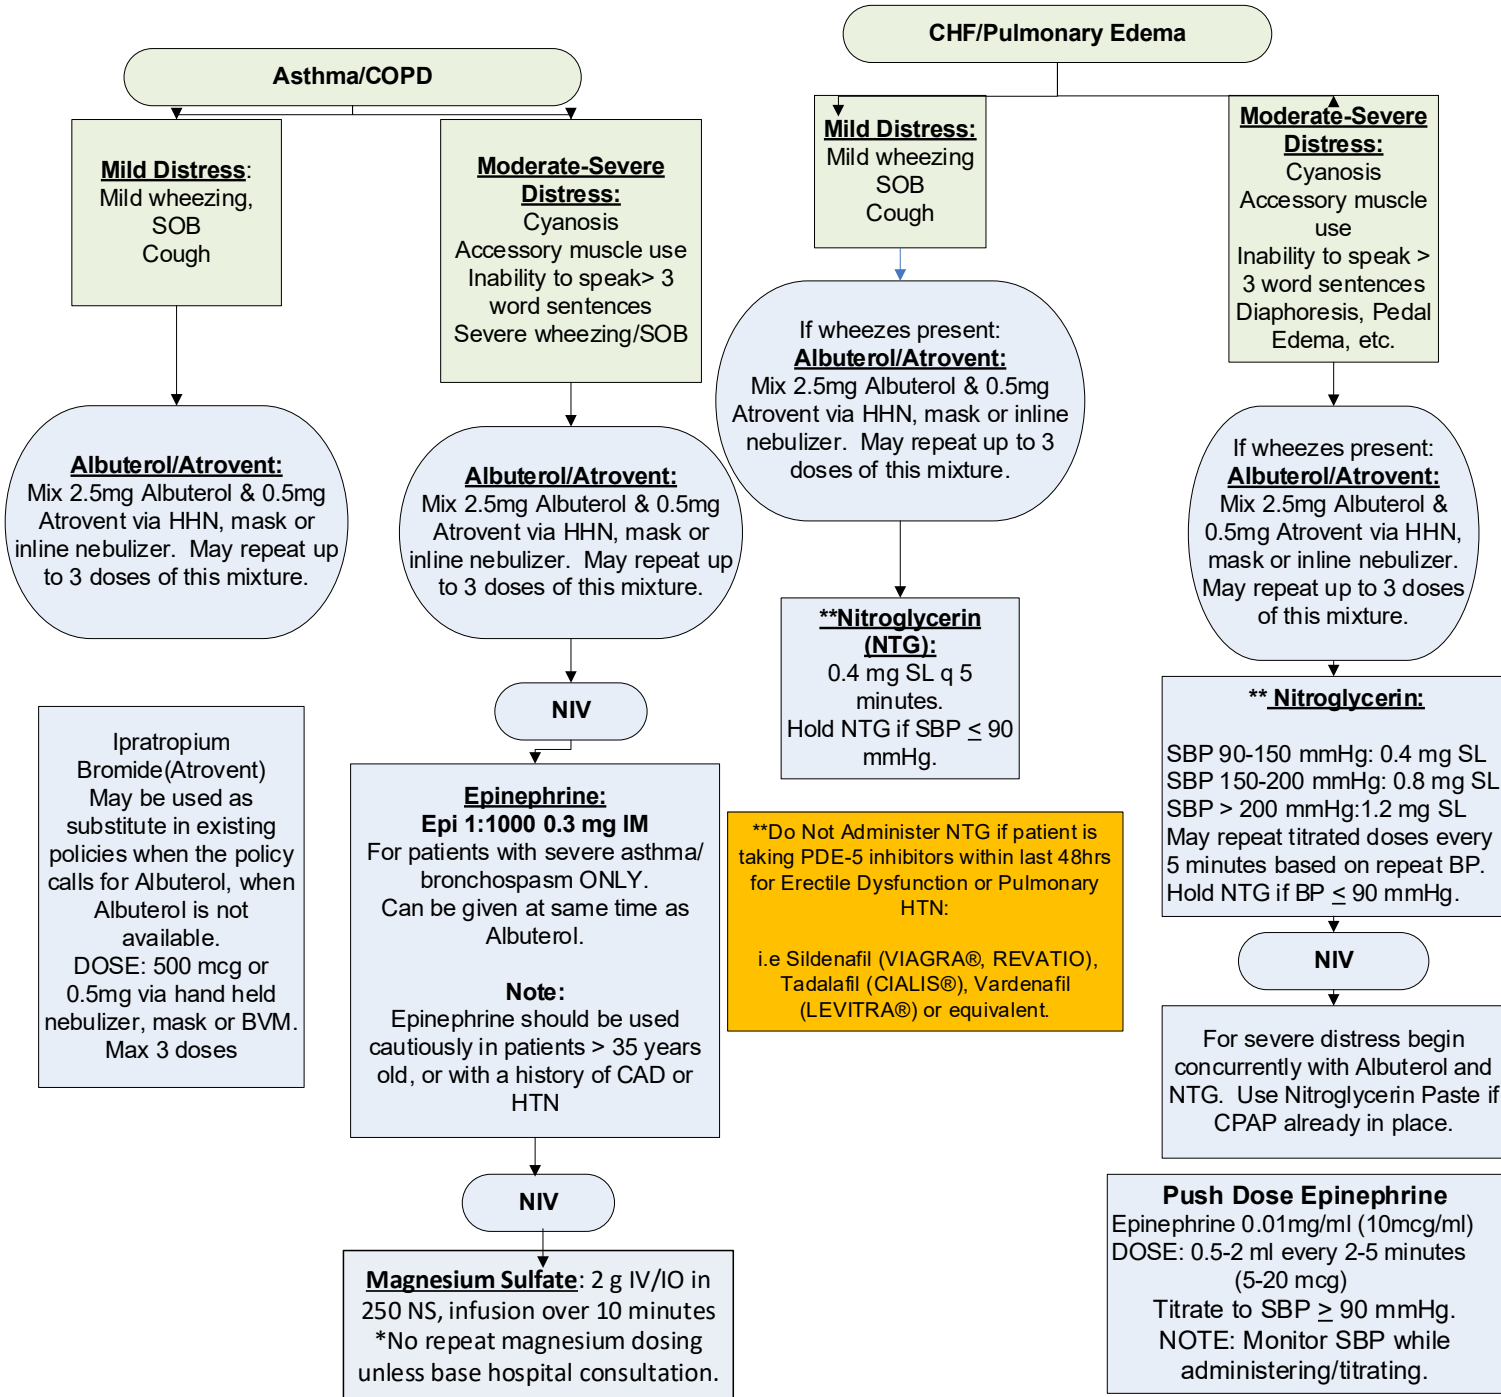 Asthma/COPD
Mild Distress:
Mild wheezing,
SOB
Cough
Albuterol/Atrovent:
Mix 2.5mg Albuterol & 0.5mg
Atrovent via HHN, mask or
inline nebulizer.  May repeat up
to 3 doses of this mixture.
Ipratropium
Bromide(Atrovent)
May be used as
substitute in existing
policies when the policy
calls for Albuterol, when
Albuterol is not
available.
DOSE: 500 mcg or
0.5mg via hand held
nebulizer, mask or BVM.
Max 3 doses
Moderate-Severe
Distress:
Cyanosis
Accessory muscle use
Inability to speak> 3
word sentences
Severe wheezing/SOB
Albuterol/Atrovent:
Mix 2.5mg Albuterol & 0.5mg
Atrovent via HHN, mask or
inline nebulizer.  May repeat up
to 3 doses of this mixture.
NIV
Epinephrine:
Epi 1:1000 0.3 mg IM
For patients with severe asthma/
bronchospasm ONLY.
Can be given at same time as
Albuterol.
Note:
Epinephrine should be used
cautiously in patients > 35 years
old, or with a history of CAD or
HTN
NIV
Magnesium Sulfate: 2 g IV/IO in
250 NS, infusion over 10 minutes
*No repeat magnesium dosing
unless base hospital consultation.
CHF/Pulmonary Edema
Mild Distress:
Mild wheezing
SOB
Cough
If wheezes present:
Albuterol/Atrovent:
Mix 2.5mg Albuterol & 0.5mg
Atrovent via HHN, mask or inline
nebulizer.  May repeat up to 3
doses of this mixture.
**Nitroglycerin
(NTG):
0.4 mg SL q 5
minutes.
Hold NTG if SBP ≤ 90
mmHg.
**Do Not Administer NTG if patient is
taking PDE-5 inhibitors within last 48hrs
for Erectile Dysfunction or Pulmonary
HTN:
i.e Sildenafil (VIAGRA®, REVATIO),
Tadalafil (CIALIS®), Vardenafil
(LEVITRA®) or equivalent.
Moderate-Severe
Distress:
Cyanosis
Accessory muscle
use
Inability to speak >
3 word sentences
Diaphoresis, Pedal
Edema, etc.
If wheezes present:
Albuterol/Atrovent:
Mix 2.5mg Albuterol &
0.5mg Atrovent via HHN,
mask or inline nebulizer.
May repeat up to 3 doses
of this mixture.
** Nitroglycerin:
SBP 90-150 mmHg: 0.4 mg SL
SBP 150-200 mmHg: 0.8 mg SL
SBP > 200 mmHg:1.2 mg SL
May repeat titrated doses every
5 minutes based on repeat BP.
Hold NTG if BP ≤ 90 mmHg.
NIV
For severe distress begin
concurrently with Albuterol and
NTG.  Use Nitroglycerin Paste if
CPAP already in place.
Push Dose Epinephrine
Epinephrine 0.01mg/ml (10mcg/ml)
DOSE: 0.5-2 ml every 2-5 minutes
(5-20 mcg)
Titrate to SBP ≥ 90 mmHg.
NOTE: Monitor SBP while
administering/titrating.